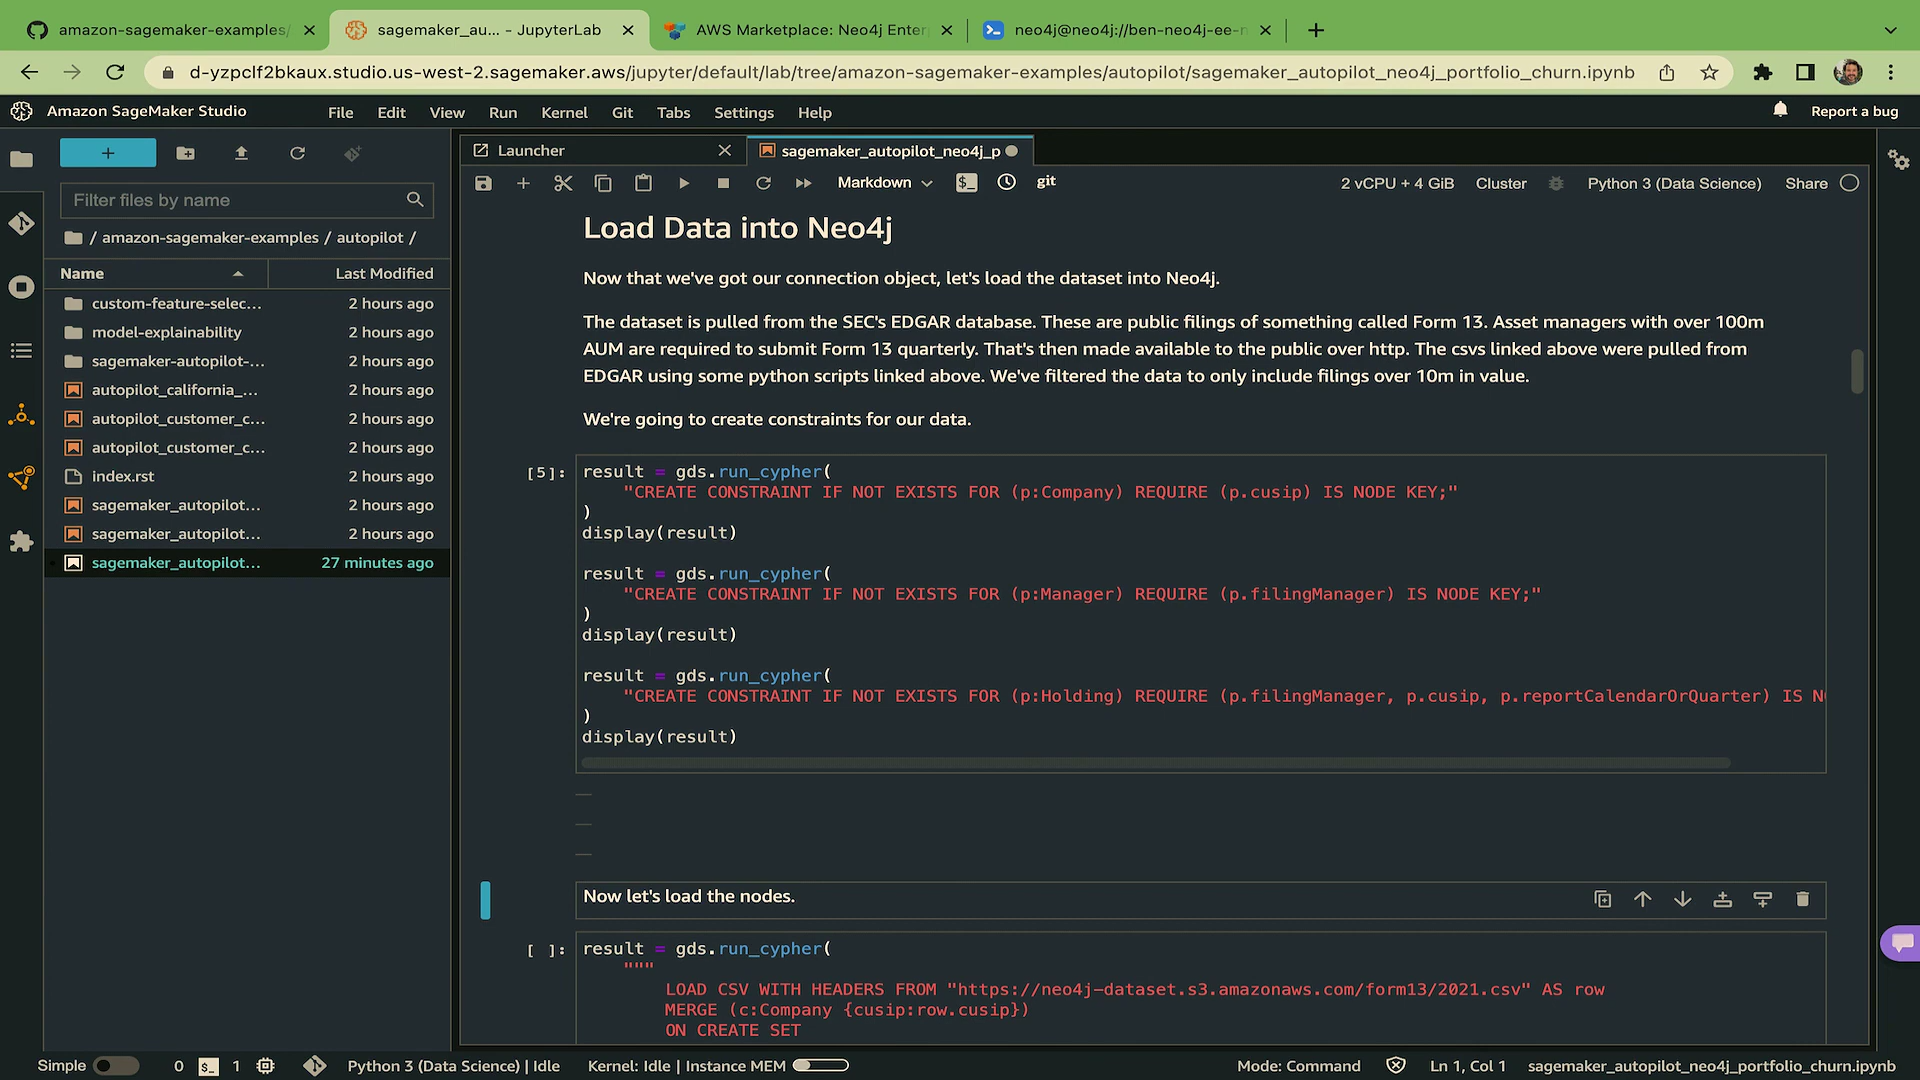 amazon-sagemaker-examples/
sagemaker_au... - JupyterLab
AWS Marketplace: Neo4j Enter
neo4j@neo4j://ben-neo4j-ee-n
d-yzpclf2bkaux.studio.us-west-2.sagemaker.aws/jupyter/default/lab/tree/amazon-sagemaker-examples/autopilot/sagemaker_autopilot_neo4j_portfolio_churn.ipynb
Amazon SageMaker Studio
File Edit View Run Kernel Git Tabs Settings Help
Report a bug
+
Launcher
sagemaker_autopilot_neo4j_p
Markdown
git
2 vCPU + 4 GiB Cluster Python 3 (Data Science) Share
Filter files by name
/ amazon-sagemaker-examples / autopilot /
Name Last Modified
custom-feature-selec... 2 hours ago
model-explainability 2 hours ago
sagemaker-autopilot-... 2 hours ago
autopilot_california_... 2 hours ago
autopilot_customer_c... 2 hours ago
autopilot_customer_c... 2 hours ago
index.rst 2 hours ago
sagemaker_autopilot... 2 hours ago
sagemaker_autopilot... 2 hours ago
sagemaker_autopilot... 27 minutes ago
Load Data into Neo4j
Now that we've got our connection object, let's load the dataset into Neo4j.
The dataset is pulled from the SEC's EDGAR database. These are public filings of something called Form 13. Asset managers with over 100m
AUM are required to submit Form 13 quarterly. That's then made available to the public over http. The csvs linked above were pulled from
EDGAR using some python scripts linked above. We've filtered the data to only include filings over 10m in value.
We're going to create constraints for our data.
[5]: result = gds.run_cypher(
"CREATE CONSTRAINT IF NOT EXISTS FOR (p:Company) REQUIRE (p.cusip) IS NODE KEY;"
)
display(result)
result = gds.run_cypher(
"CREATE CONSTRAINT IF NOT EXISTS FOR (p:Manager) REQUIRE (p.filingManager) IS NODE KEY;"
)
display(result)
result = gds.run_cypher(
"CREATE CONSTRAINT IF NOT EXISTS FOR (p:Holding) REQUIRE (p.filingManager, p.cusip, p.reportCalendarOrQuarter) IS N
)
display(result)
Now let's load the nodes.
[ ]: result = gds.run_cypher(
"""
LOAD CSV WITH HEADERS FROM "https://neo4j-dataset.s3.amazonaws.com/form13/2021.csv" AS row
MERGE (c:Company {cusip:row.cusip})
ON CREATE SET
Simple 0 $_ 1 Python 3 (Data Science) | Idle Kernel: Idle | Instance MEM Mode: Command Ln 1, Col 1 sagemaker_autopilot_neo4j_portfolio_churn.ipynb